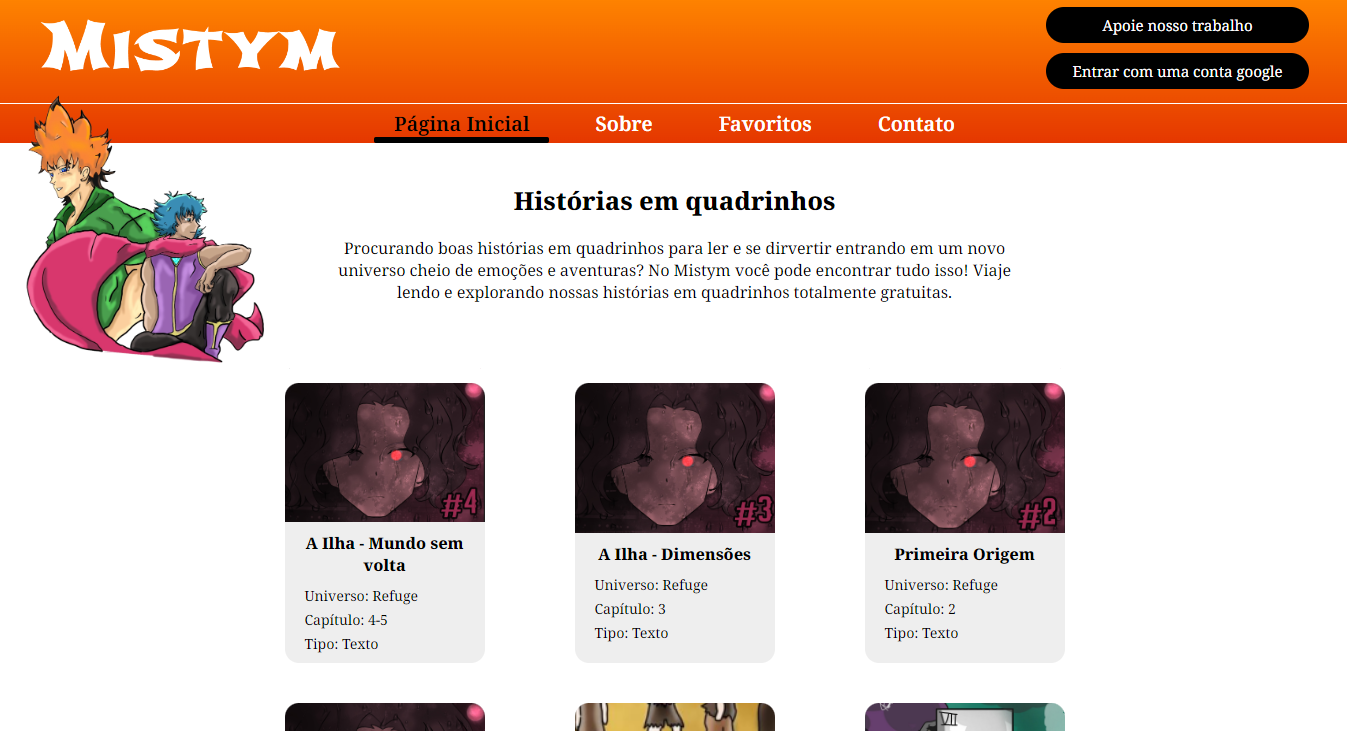 Mistym
Apoie nosso trabalho
Entrar com uma conta google
Página Inicial
Sobre
Favoritos
Contato
Histórias em quadrinhos
Procurando boas histórias em quadrinhos para ler e se dirvertir entrando em um novo
universo cheio de emoções e aventuras? No Mistym você pode encontrar tudo isso! Viaje
lendo e explorando nossas histórias em quadrinhos totalmente gratuitas.
#4
A Ilha - Mundo sem
volta
Universo: Refuge
Capítulo: 4-5
Tipo: Texto
#3
A Ilha - Dimensões
Universo: Refuge
Capítulo: 3
Tipo: Texto
#2
Primeira Origem
Universo: Refuge
Capítulo: 2
Tipo: Texto
VII